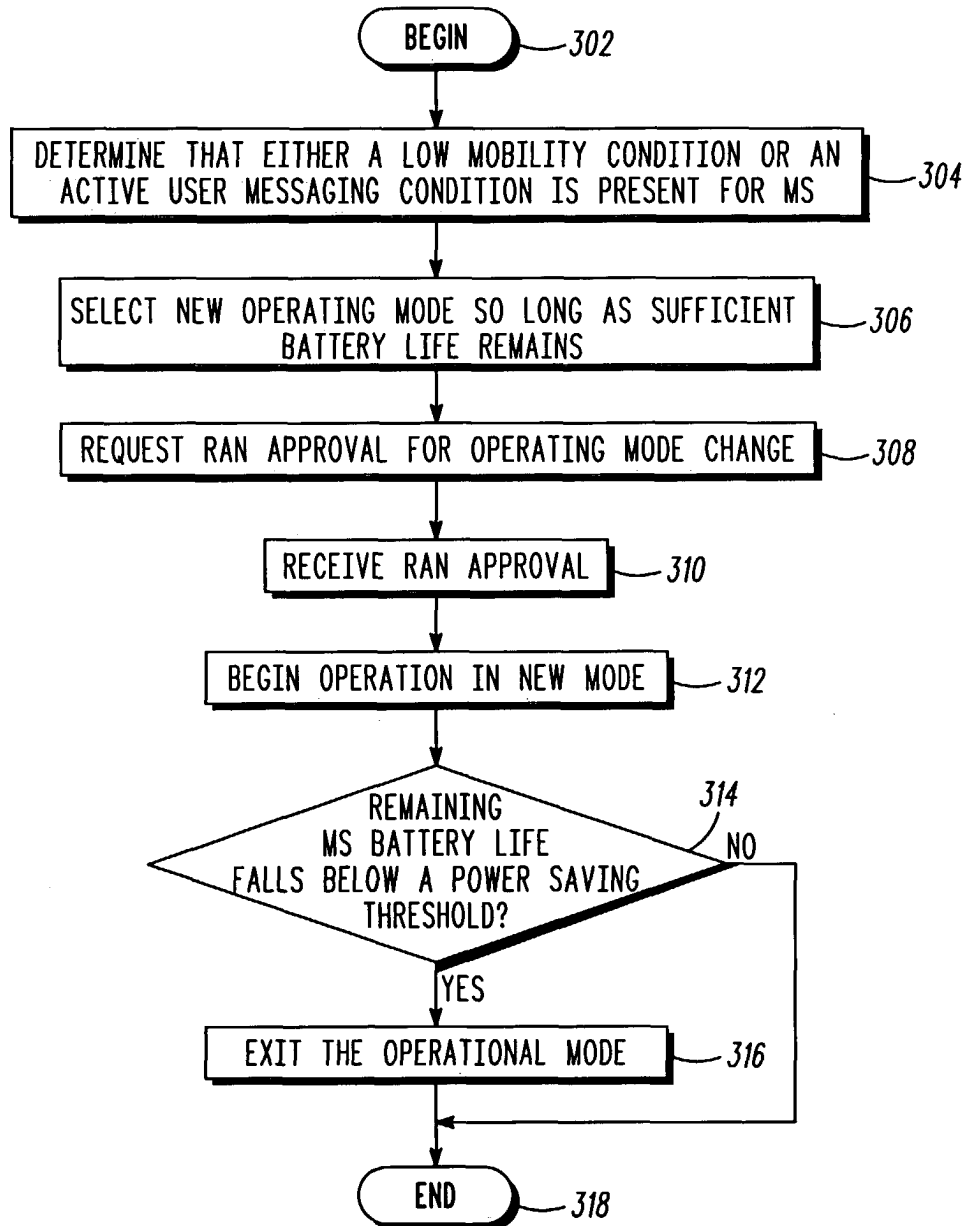 BEGIN
302
DETERMINE THAT EITHER A LOW MOBILITY CONDITION OR AN
ACTIVE USER MESSAGING CONDITION IS PRESENT FOR MS
304
SELECT NEW OPERATING MODE SO LONG AS SUFFICIENT
BATTERY LIFE REMAINS
306
REQUEST RAN APPROVAL FOR OPERATING MODE CHANGE
308
RECEIVE RAN APPROVAL
310
BEGIN OPERATION IN NEW MODE
312
REMAINING
MS BATTERY LIFE
FALLS BELOW A POWER SAVING
THRESHOLD?
314
NO
YES
EXIT THE OPERATIONAL MODE
316
END
318